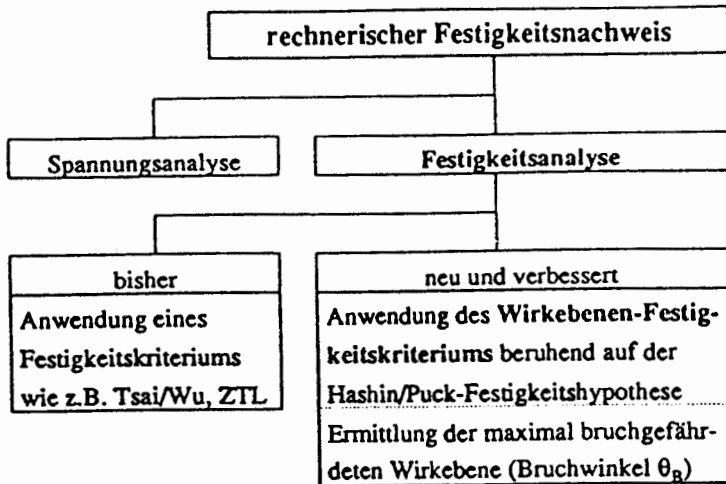 rechnerischer Festigkeitsnachweis
Spannungsanalyse
Festigkeitsanalyse
bisher
Anwendung eines
Festigkeitskriteriums
wie z.B. Tsai/Wu, ZTL
neu und verbessert
Anwendung des Wirkebenen-Festig-
keitskriteriums beruhend auf der
Hashin/Puck-Festigkeitshypothese
Ermittlung der maximal bruchgefähr-
deten Wirkebene (Bruchwinkel θB)